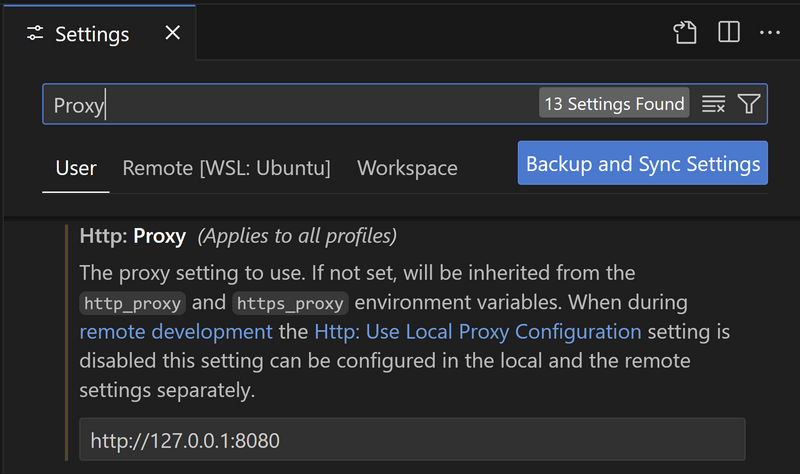 Settings
Proxy
13 Settings Found
User
Remote [WSL: Ubuntu]
Workspace
Backup and Sync Settings
Http: Proxy (Applies to all profiles)
The proxy setting to use. If not set, will be inherited from the
http_proxy and https_proxy environment variables. When during
remote development the Http: Use Local Proxy Configuration setting is
disabled this setting can be configured in the local and the remote
settings separately.
http://127.0.0.1:8080